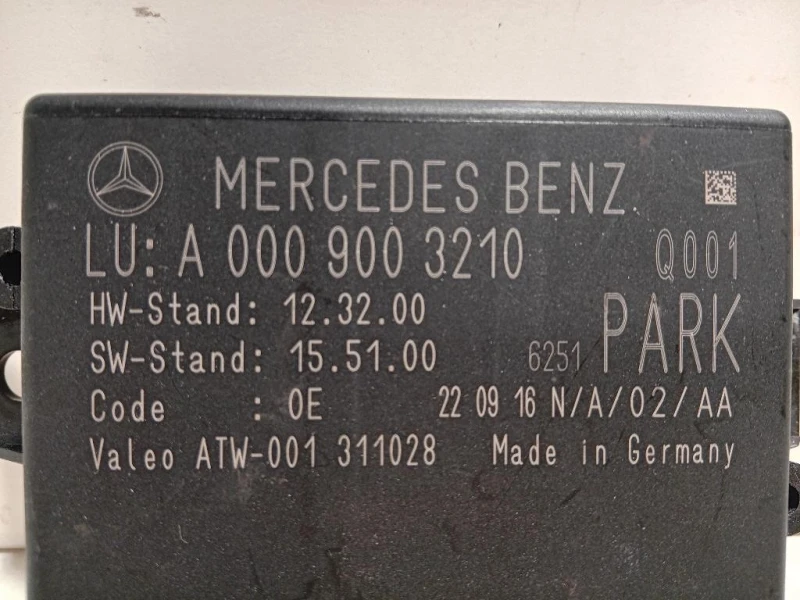 MERCEDES BENZ
LU: A 000 900 3210 Q001
HW-Stand: 12.32.00
SW-Stand: 15.51.00 6251 PARK
Code : 0E 22 09 16 N/A/02/AA
Valeo ATW-001 311028 Made in Germany